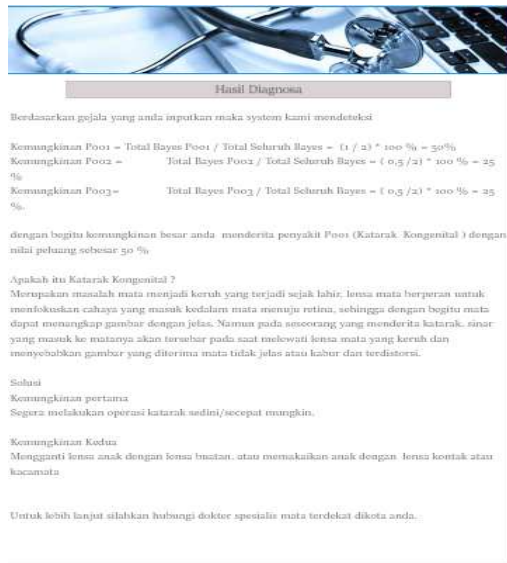 Hasil Diagnosa
Berdasarkan gejala yang anda inputkan maka system kami mendeteksi
Kemungkinan P001 = Total Bayes P001 / Total Seluruh Bayes = (1 / 2) * 100 % = 50%
Kemungkinan P002 = Total Bayes P002 / Total Seluruh Bayes = ( 0,5 /2) * 100 % = 25
%
Kemungkinan P003= Total Bayes P003 / Total Seluruh Bayes = ( 0,5 /2) * 100 % = 25
%.
dengan begitu kemungkinan besar anda menderita penyakit P001 (Katarak Kongenital ) dengan
nilai peluang sebesar 50 %
Apakah itu Katarak Kongenital ?
Merupakan masalah mata menjadi keruh yang terjadi sejak lahir, lensa mata berperan untuk
menfokuskan cahaya yang masuk kedalam mata menuju retina, sehingga dengan begitu mata
dapat menangkap gambar dengan jelas. Namun pada seseorang yang menderita katarak, sinar
yang masuk ke matanya akan tersebar pada saat melewati lensa mata yang keruh dan
menyebabkan gambar yang diterima mata tidak jelas atau kabur dan terdistorsi.
Solusi
Kemungkinan pertama
Segera melakukan operasi katarak sedini/secepat mungkin.
Kemungkinan Kedua
Mengganti lensa anak dengan lensa buatan, atau memakaikan anak dengan lensa kontak atau
kacamata
Untuk lebih lanjut silahkan hubungi dokter spesialis mata terdekat dikota anda.